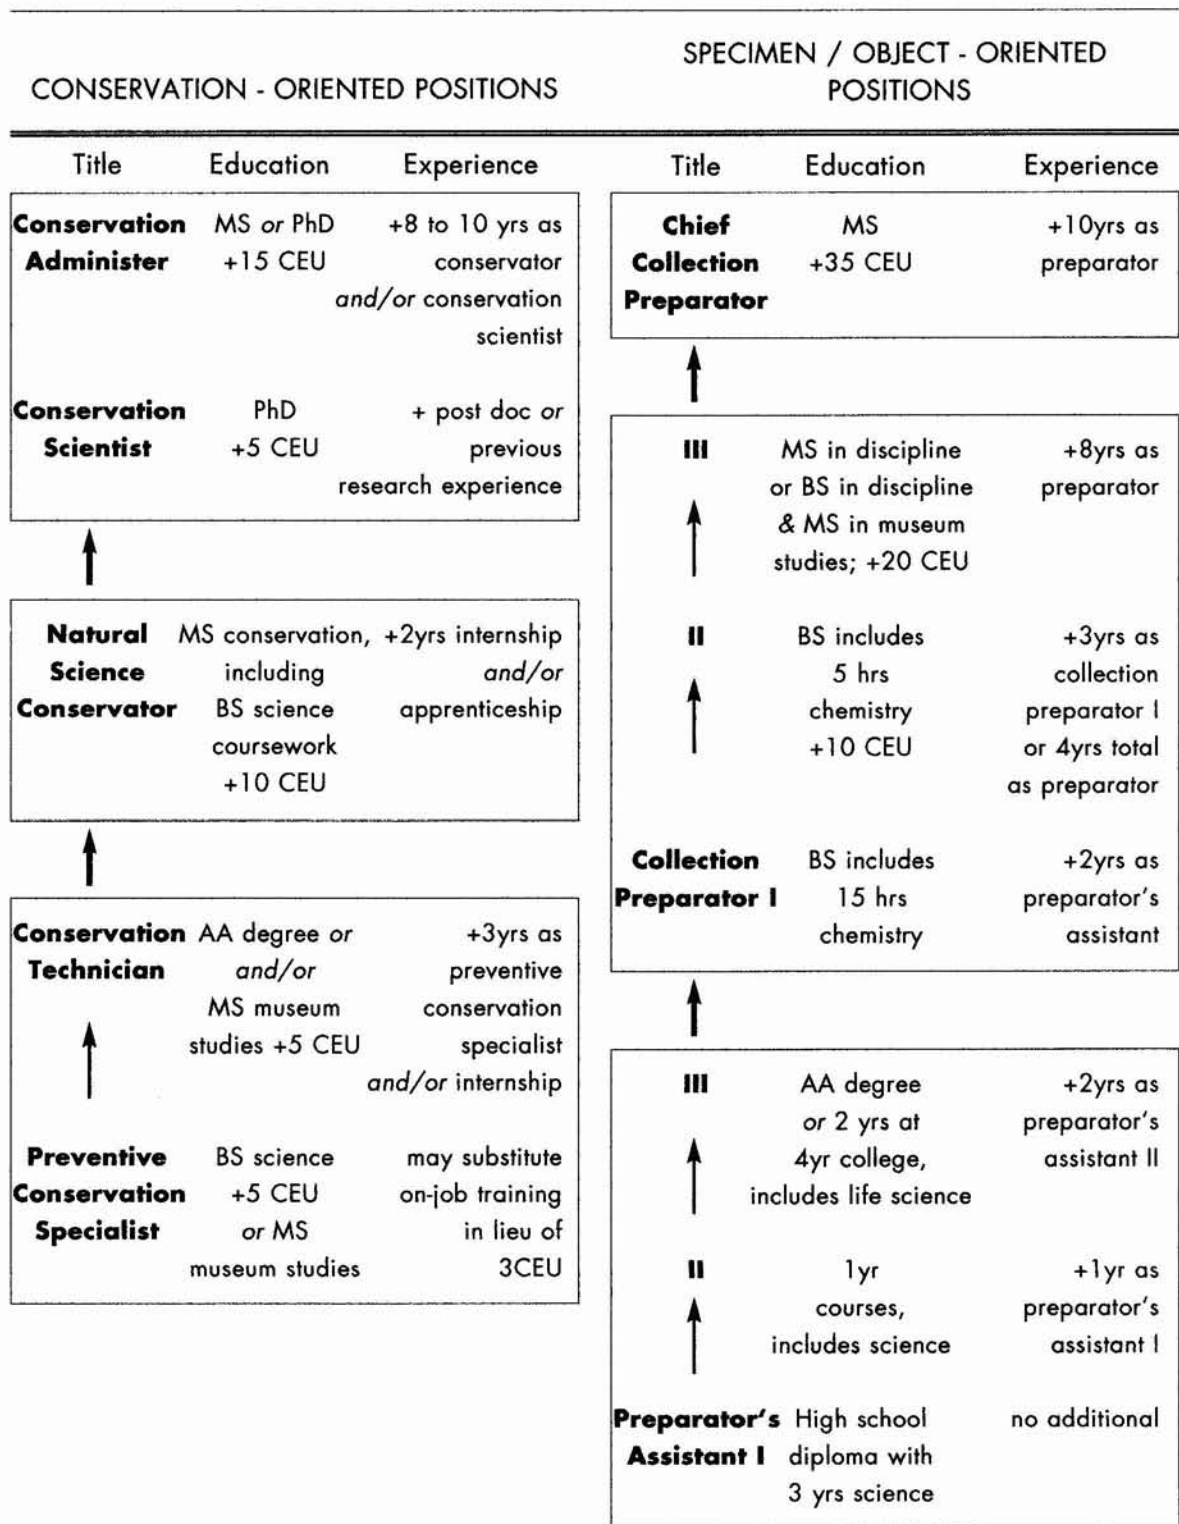 CONSERVATION - ORIENTED POSITIONS
Title Education Experience
Conservation MS or PhD +8 to 10 yrs as
Administer +15 CEU conservator
and/or conservation
scientist
Conservation PhD + post doc or
Scientist +5 CEU previous
research experience
Natural MS conservation, +2yrs internship
Science including and/or
Conservator BS science apprenticeship
coursework
+10 CEU
Conservation AA degree or +3yrs as
Technician and/or preventive
MS museum conservation
studies +5 CEU specialist
and/or internship
Preventive BS science may substitute
Conservation +5 CEU on-job training
Specialist or MS in lieu of
museum studies 3CEU
SPECIMEN / OBJECT - ORIENTED
POSITIONS
Title Education Experience
Chief MS +10yrs as
Collection +35 CEU preparator
Preparator
III MS in discipline +8yrs as
or BS in discipline preparator
& MS in museum
studies; +20 CEU
II BS includes +3yrs as
5 hrs collection
chemistry preparator I
+10 CEU or 4yrs total
as preparator
Collection BS includes +2yrs as
Preparator I 15 hrs preparator's
chemistry assistant
III AA degree +2yrs as
or 2 yrs at preparator's
4yr college, assistant II
includes life science
II 1yr +1yr as
courses, preparator's
includes science assistant I
Preparator's High school no additional
Assistant I diploma with
3 yrs science